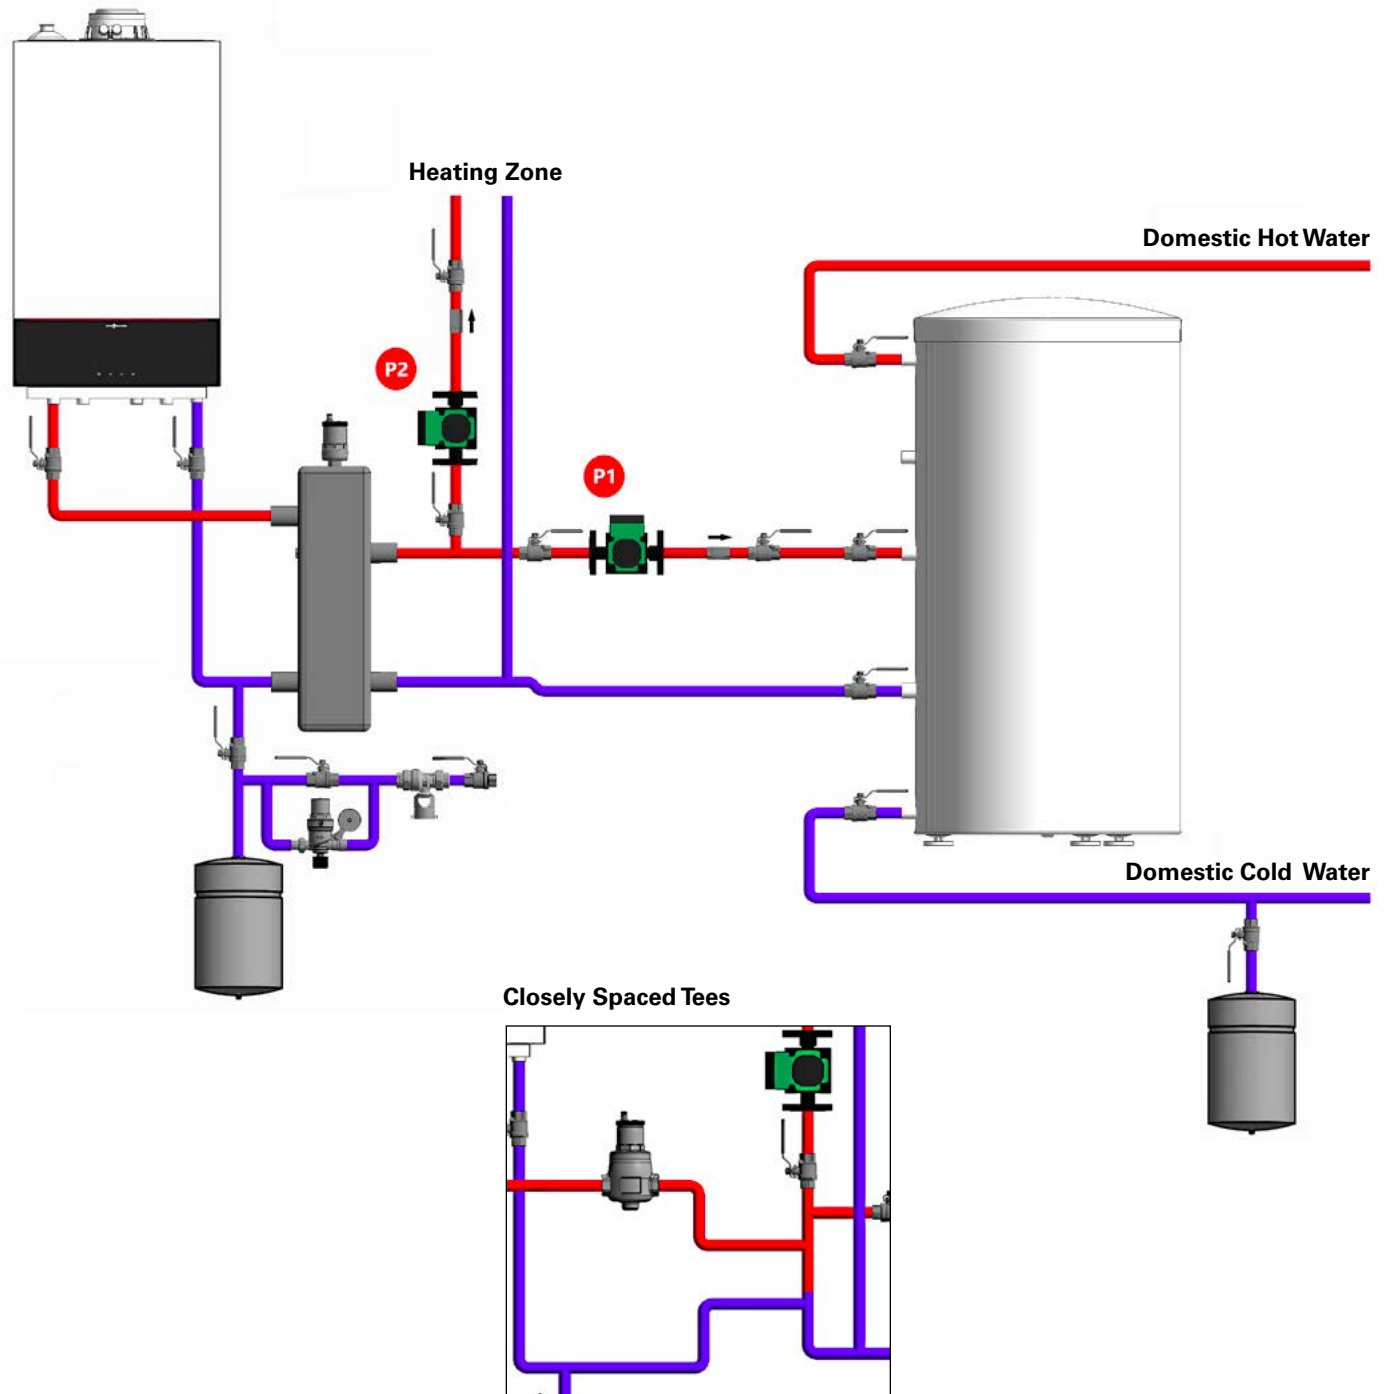 Heating Zone
Domestic Hot Water
P2
P1
Domestic Cold Water
Closely Spaced Tees